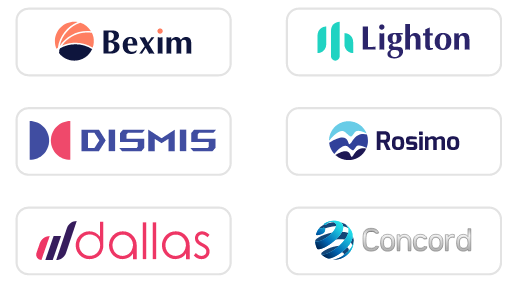 Bexim
Lighton
DISMIS
Rosimo
dallas
Concord